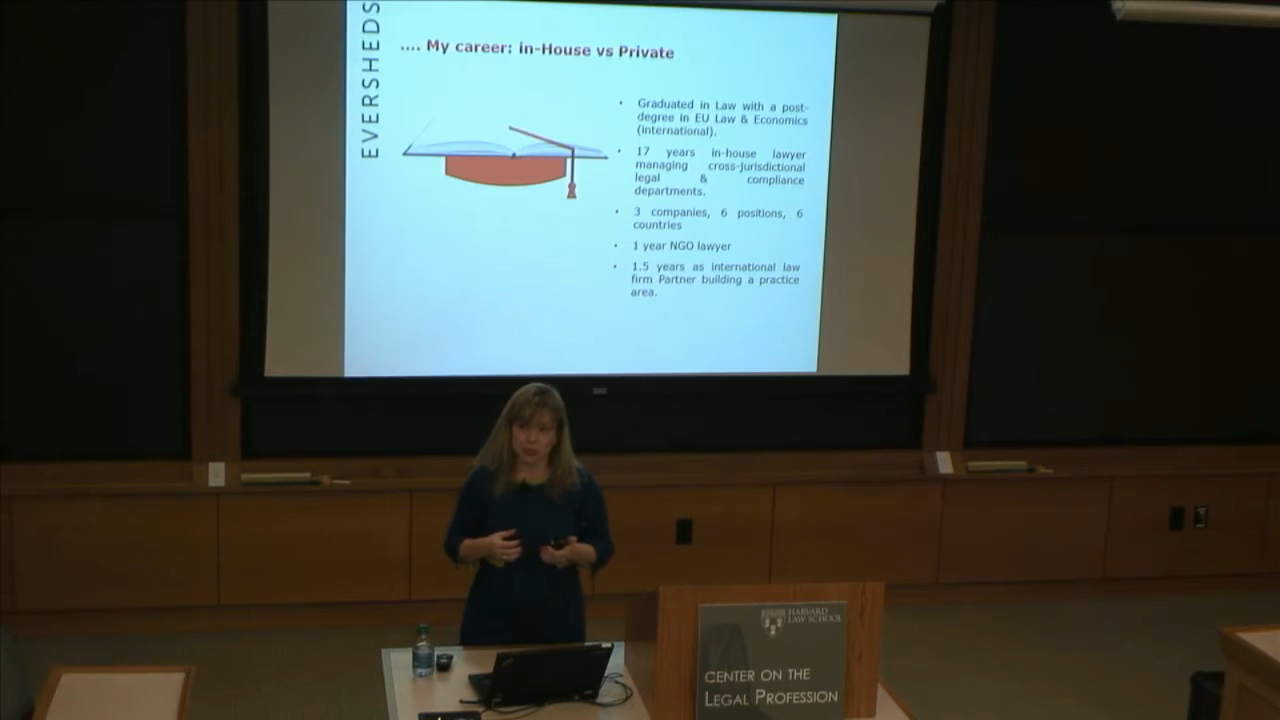 EVERSHEDS
.... My career: in-House vs Private
• Graduated in Law with a post-
degree in EU Law & Economics
(international).
• 17 years in-house lawyer
managing cross-jurisdictional
legal & compliance
departments.
• 3 companies, 6 positions, 6
countries
• 1 year NGO lawyer
• 1.5 years as international law
firm Partner building a practice
area.
HARVARD
LAW SCHOOL
CENTER ON THE
LEGAL PROFESSION